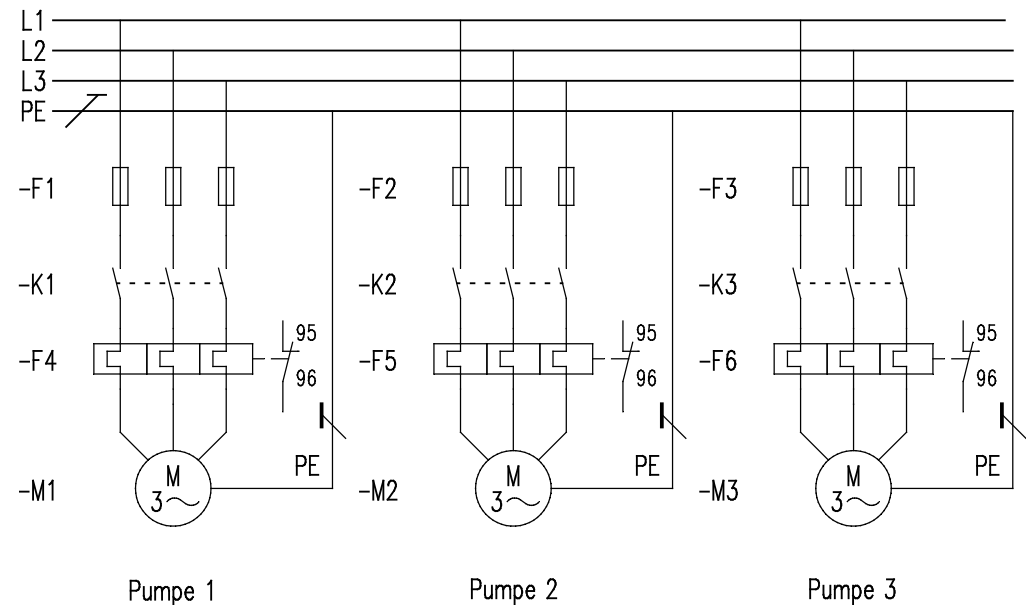 L1
L2
L3
PE
-F1 -F2 -F3
-K1 -K2 -K3
95 95 95
-F4 -F5 -F6
96 96 96
PE PE PE
M M M
-M1 3~ -M2 3~ -M3 3~
Pumpe 1 Pumpe 2 Pumpe 3